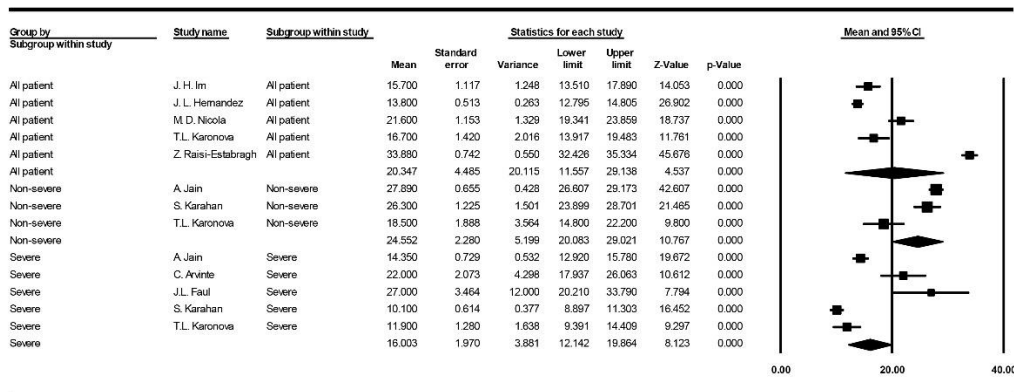 Group by Study name Subgroup within study Statistics for each study Mean and 95% CI
Subgroup within study
Standard Lower Upper
Mean error Variance limit limit Z-Value p-Value
All patient J. H. Im All patient 15.700 1.117 1.248 13.510 17.890 14.053 0.000
All patient J. L. Hernandez All patient 13.800 0.513 0.263 12.795 14.805 26.902 0.000
All patient M. D. Nicola All patient 21.600 1.153 1.329 19.341 23.859 18.737 0.000
All patient T.L. Karonova All patient 16.700 1.420 2.016 13.917 19.483 11.761 0.000
All patient Z. Raisi-Estabragh All patient 33.880 0.742 0.550 32.426 35.334 45.676 0.000
All patient 20.347 4.485 20.115 11.557 29.138 4.537 0.000
Non-severe A. Jain Non-severe 27.890 0.655 0.428 26.607 29.173 42.607 0.000
Non-severe S. Karahan Non-severe 26.300 1.225 1.501 23.899 28.701 21.465 0.000
Non-severe T.L. Karonova Non-severe 18.500 1.888 3.564 14.800 22.200 9.800 0.000
Non-severe 24.552 2.280 5.199 20.083 29.021 10.767 0.000
Severe A. Jain Severe 14.350 0.729 0.532 12.920 15.780 19.672 0.000
Severe C. Arvinte Severe 22.000 2.073 4.298 17.937 26.063 10.612 0.000
Severe J.L. Faul Severe 27.000 3.464 12.000 20.210 33.790 7.794 0.000
Severe S. Karahan Severe 10.100 0.614 0.377 8.897 11.303 16.452 0.000
Severe T.L. Karonova Severe 11.900 1.280 1.638 9.391 14.409 9.297 0.000
Severe 16.003 1.970 3.881 12.142 19.864 8.123 0.000
0.00 20.00 40.00